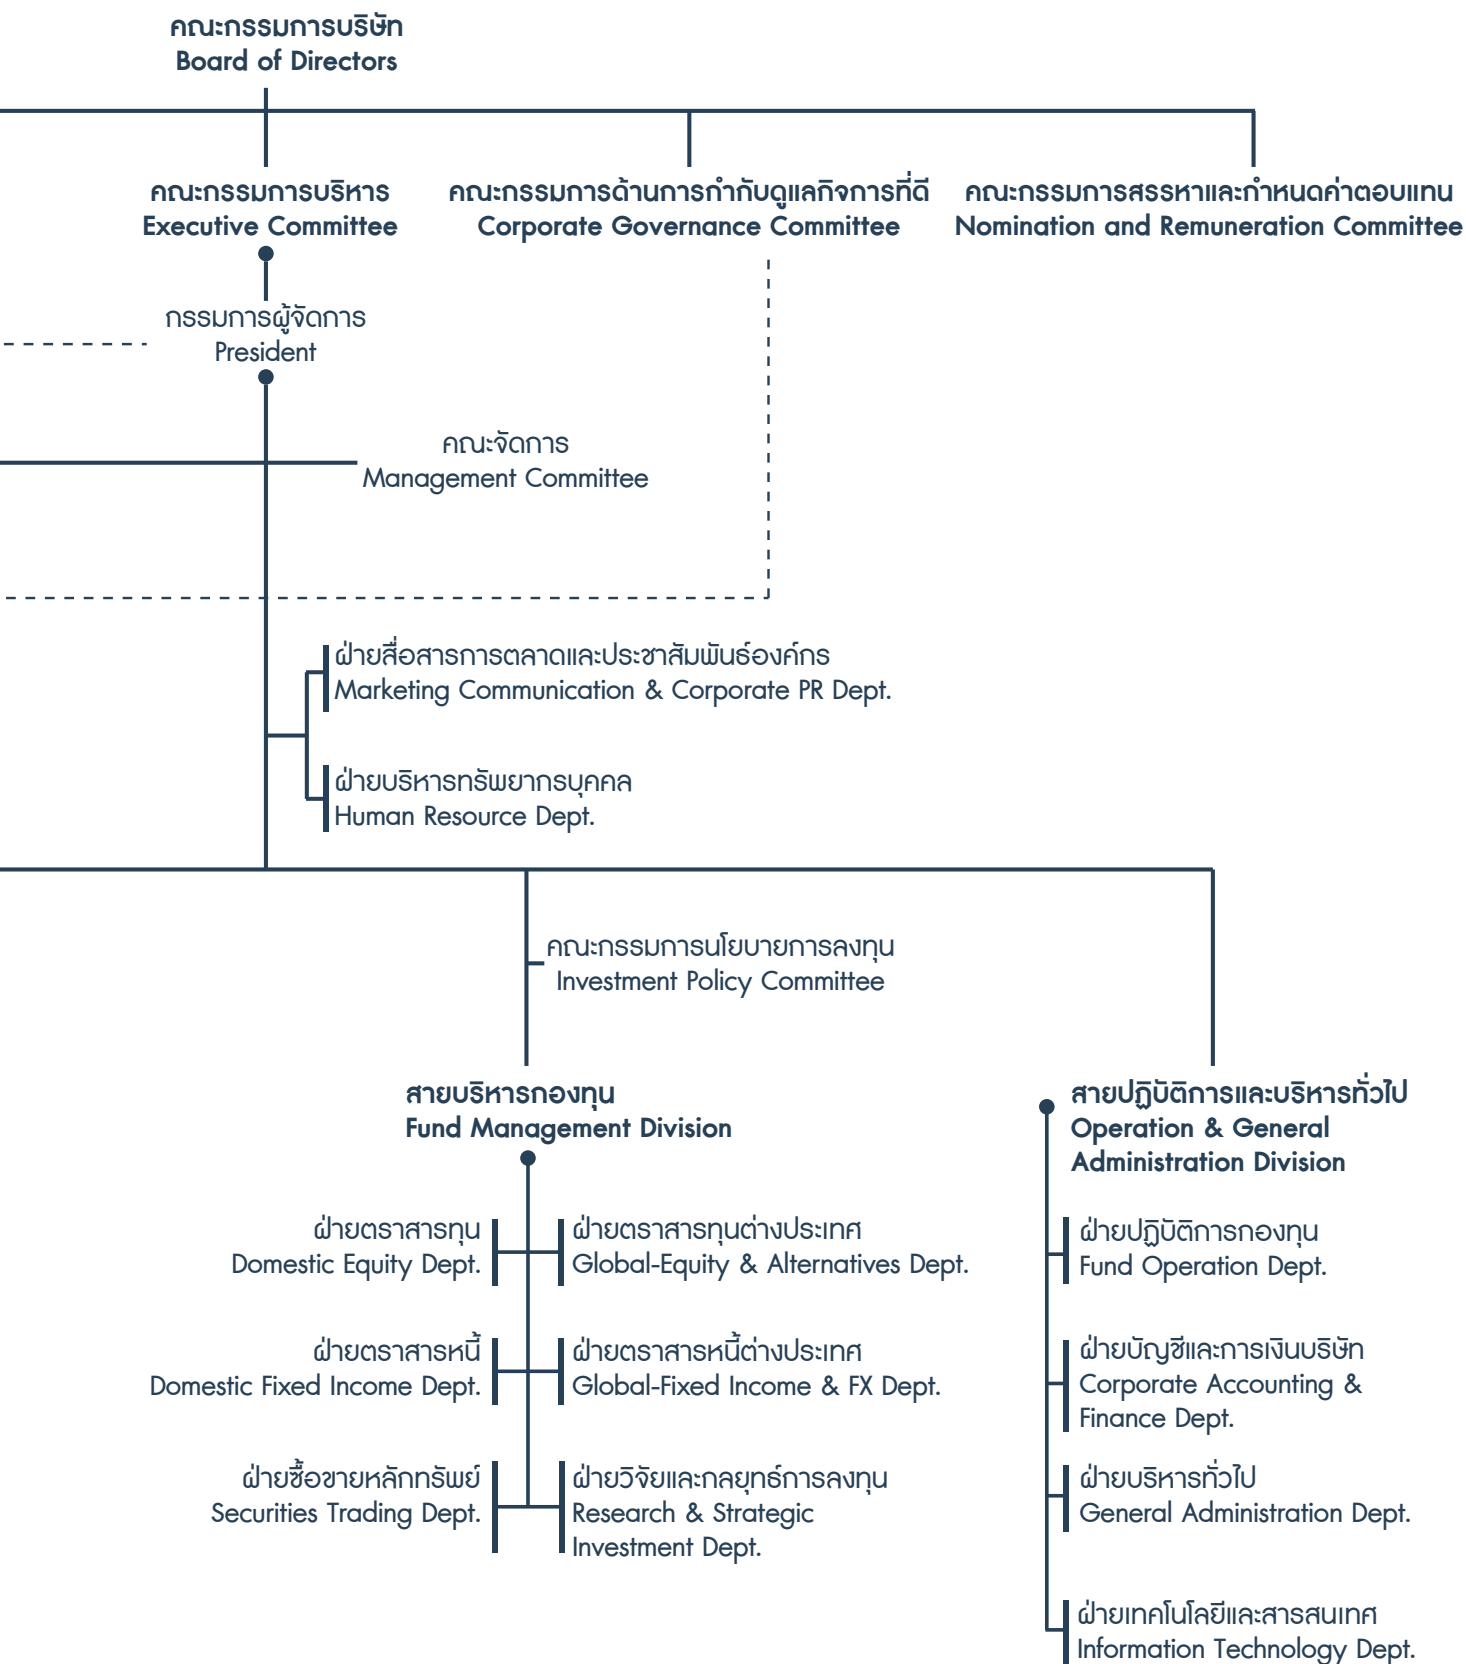 คณะกรรมการบริษัท
Board of Directors
คณะกรรมการบริหาร
Executive Committee
คณะกรรมการด้านการกำกับดูแลกิจการที่ดี
Corporate Governance Committee
คณะกรรมการสรรหาและกำหนดค่าตอบแทน
Nomination and Remuneration Committee
กรรมการผู้จัดการ
President
คณะจัดการ
Management Committee
ฝ่ายสื่อสารการตลาดและประชาสัมพันธ์องค์กร
Marketing Communication & Corporate PR Dept.
ฝ่ายบริหารทรัพยากรบุคคล
Human Resource Dept.
คณะกรรมการนโยบายการลงทุน
Investment Policy Committee
สายบริหารกองทุน
Fund Management Division
ฝ่ายตราสารทุน
Domestic Equity Dept.
ฝ่ายตราสารทุนต่างประเทศ
Global-Equity & Alternatives Dept.
ฝ่ายตราสารหนี้
Domestic Fixed Income Dept.
ฝ่ายตราสารหนี้ต่างประเทศ
Global-Fixed Income & FX Dept.
ฝ่ายซื้อขายหลักทรัพย์
Securities Trading Dept.
ฝ่ายวิจัยและกลยุทธ์การลงทุน
Research & Strategic
Investment Dept.
สายปฏิบัติการและบริหารทั่วไป
Operation & General
Administration Division
ฝ่ายปฏิบัติการกองทุน
Fund Operation Dept.
ฝ่ายบัญชีและการเงินบริษัท
Corporate Accounting &
Finance Dept.
ฝ่ายบริหารทั่วไป
General Administration Dept.
ฝ่ายเทคโนโลยีและสารสนเทศ
Information Technology Dept.